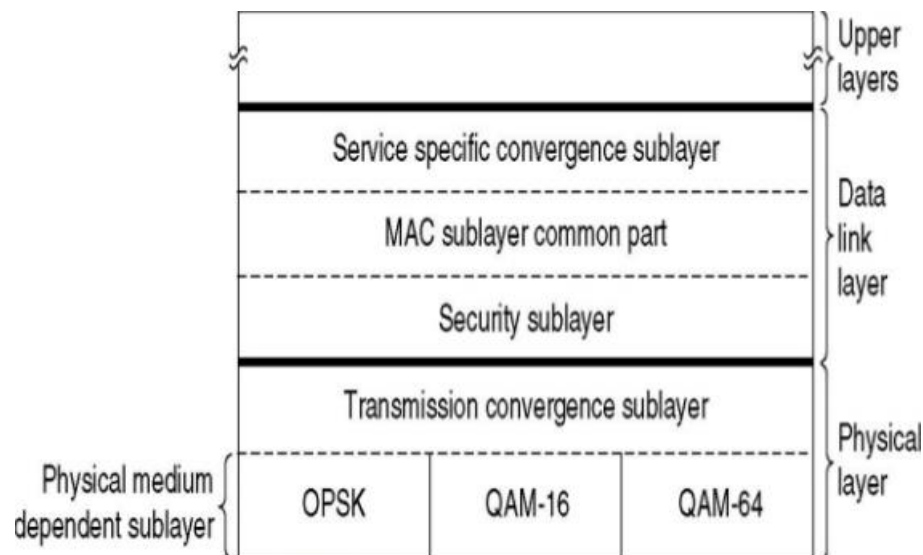 Upper
layers
Service specific convergence sublayer
MAC sublayer common part
Data
link
layer
Security sublayer
Transmission convergence sublayer
Physical
layer
Physical medium
dependent sublayer
OPSK
QAM-16
QAM-64